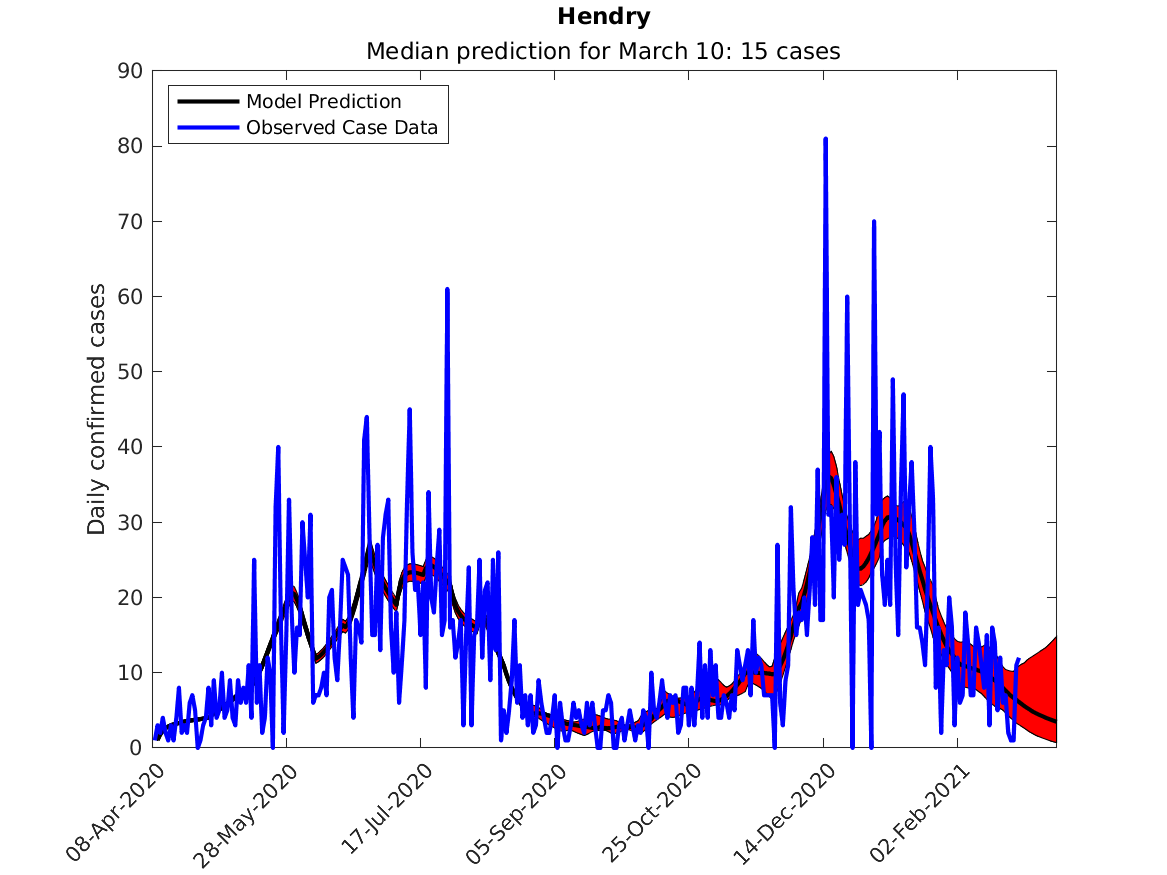 Hendry
Median prediction for March 10: 15 cases
Model Prediction
Observed Case Data
Daily confirmed cases
90
80
70
60
50
40
30
20
10
0
08-Apr-2020
28-May-2020
17-Jul-2020
05-Sep-2020
25-Oct-2020
14-Dec-2020
02-Feb-2021